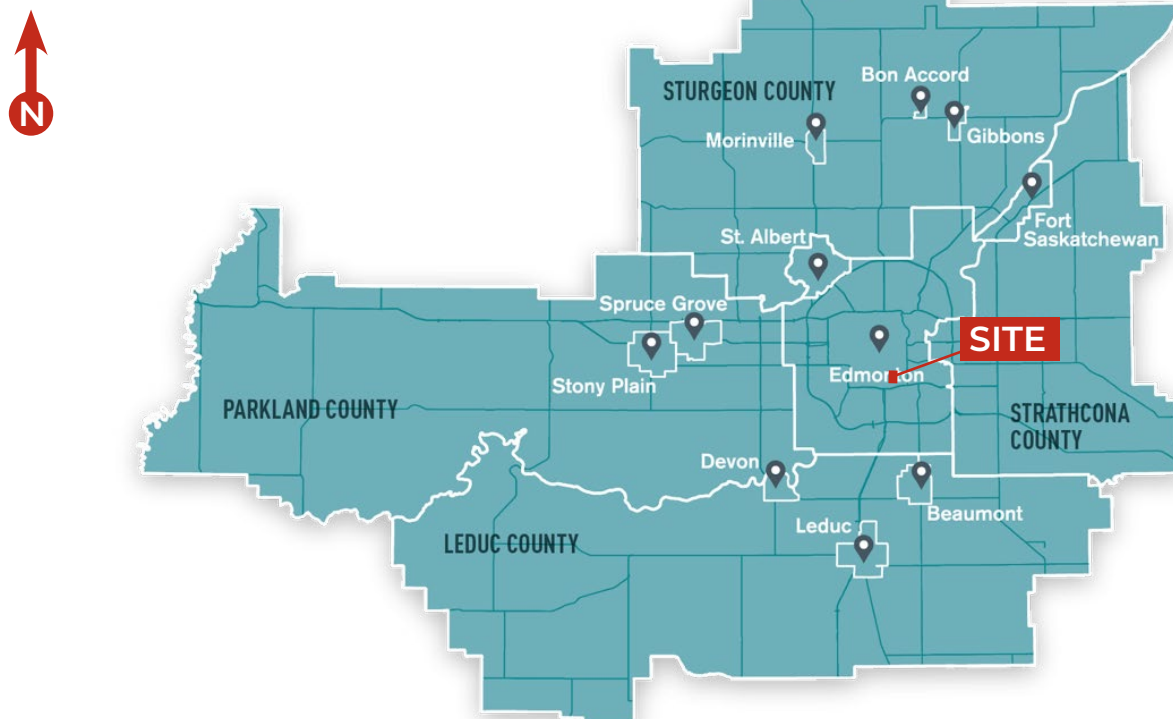 N
Bon Accord
STURGEON COUNTY
Gibbons
Morinville
Fort
Saskatchewan
St. Albert
Spruce Grove
SITE
Edmonton
Stony Plain
PARKLAND COUNTY
STRATHCONA
COUNTY
Devon
Beaumont
Leduc
LEDUC COUNTY